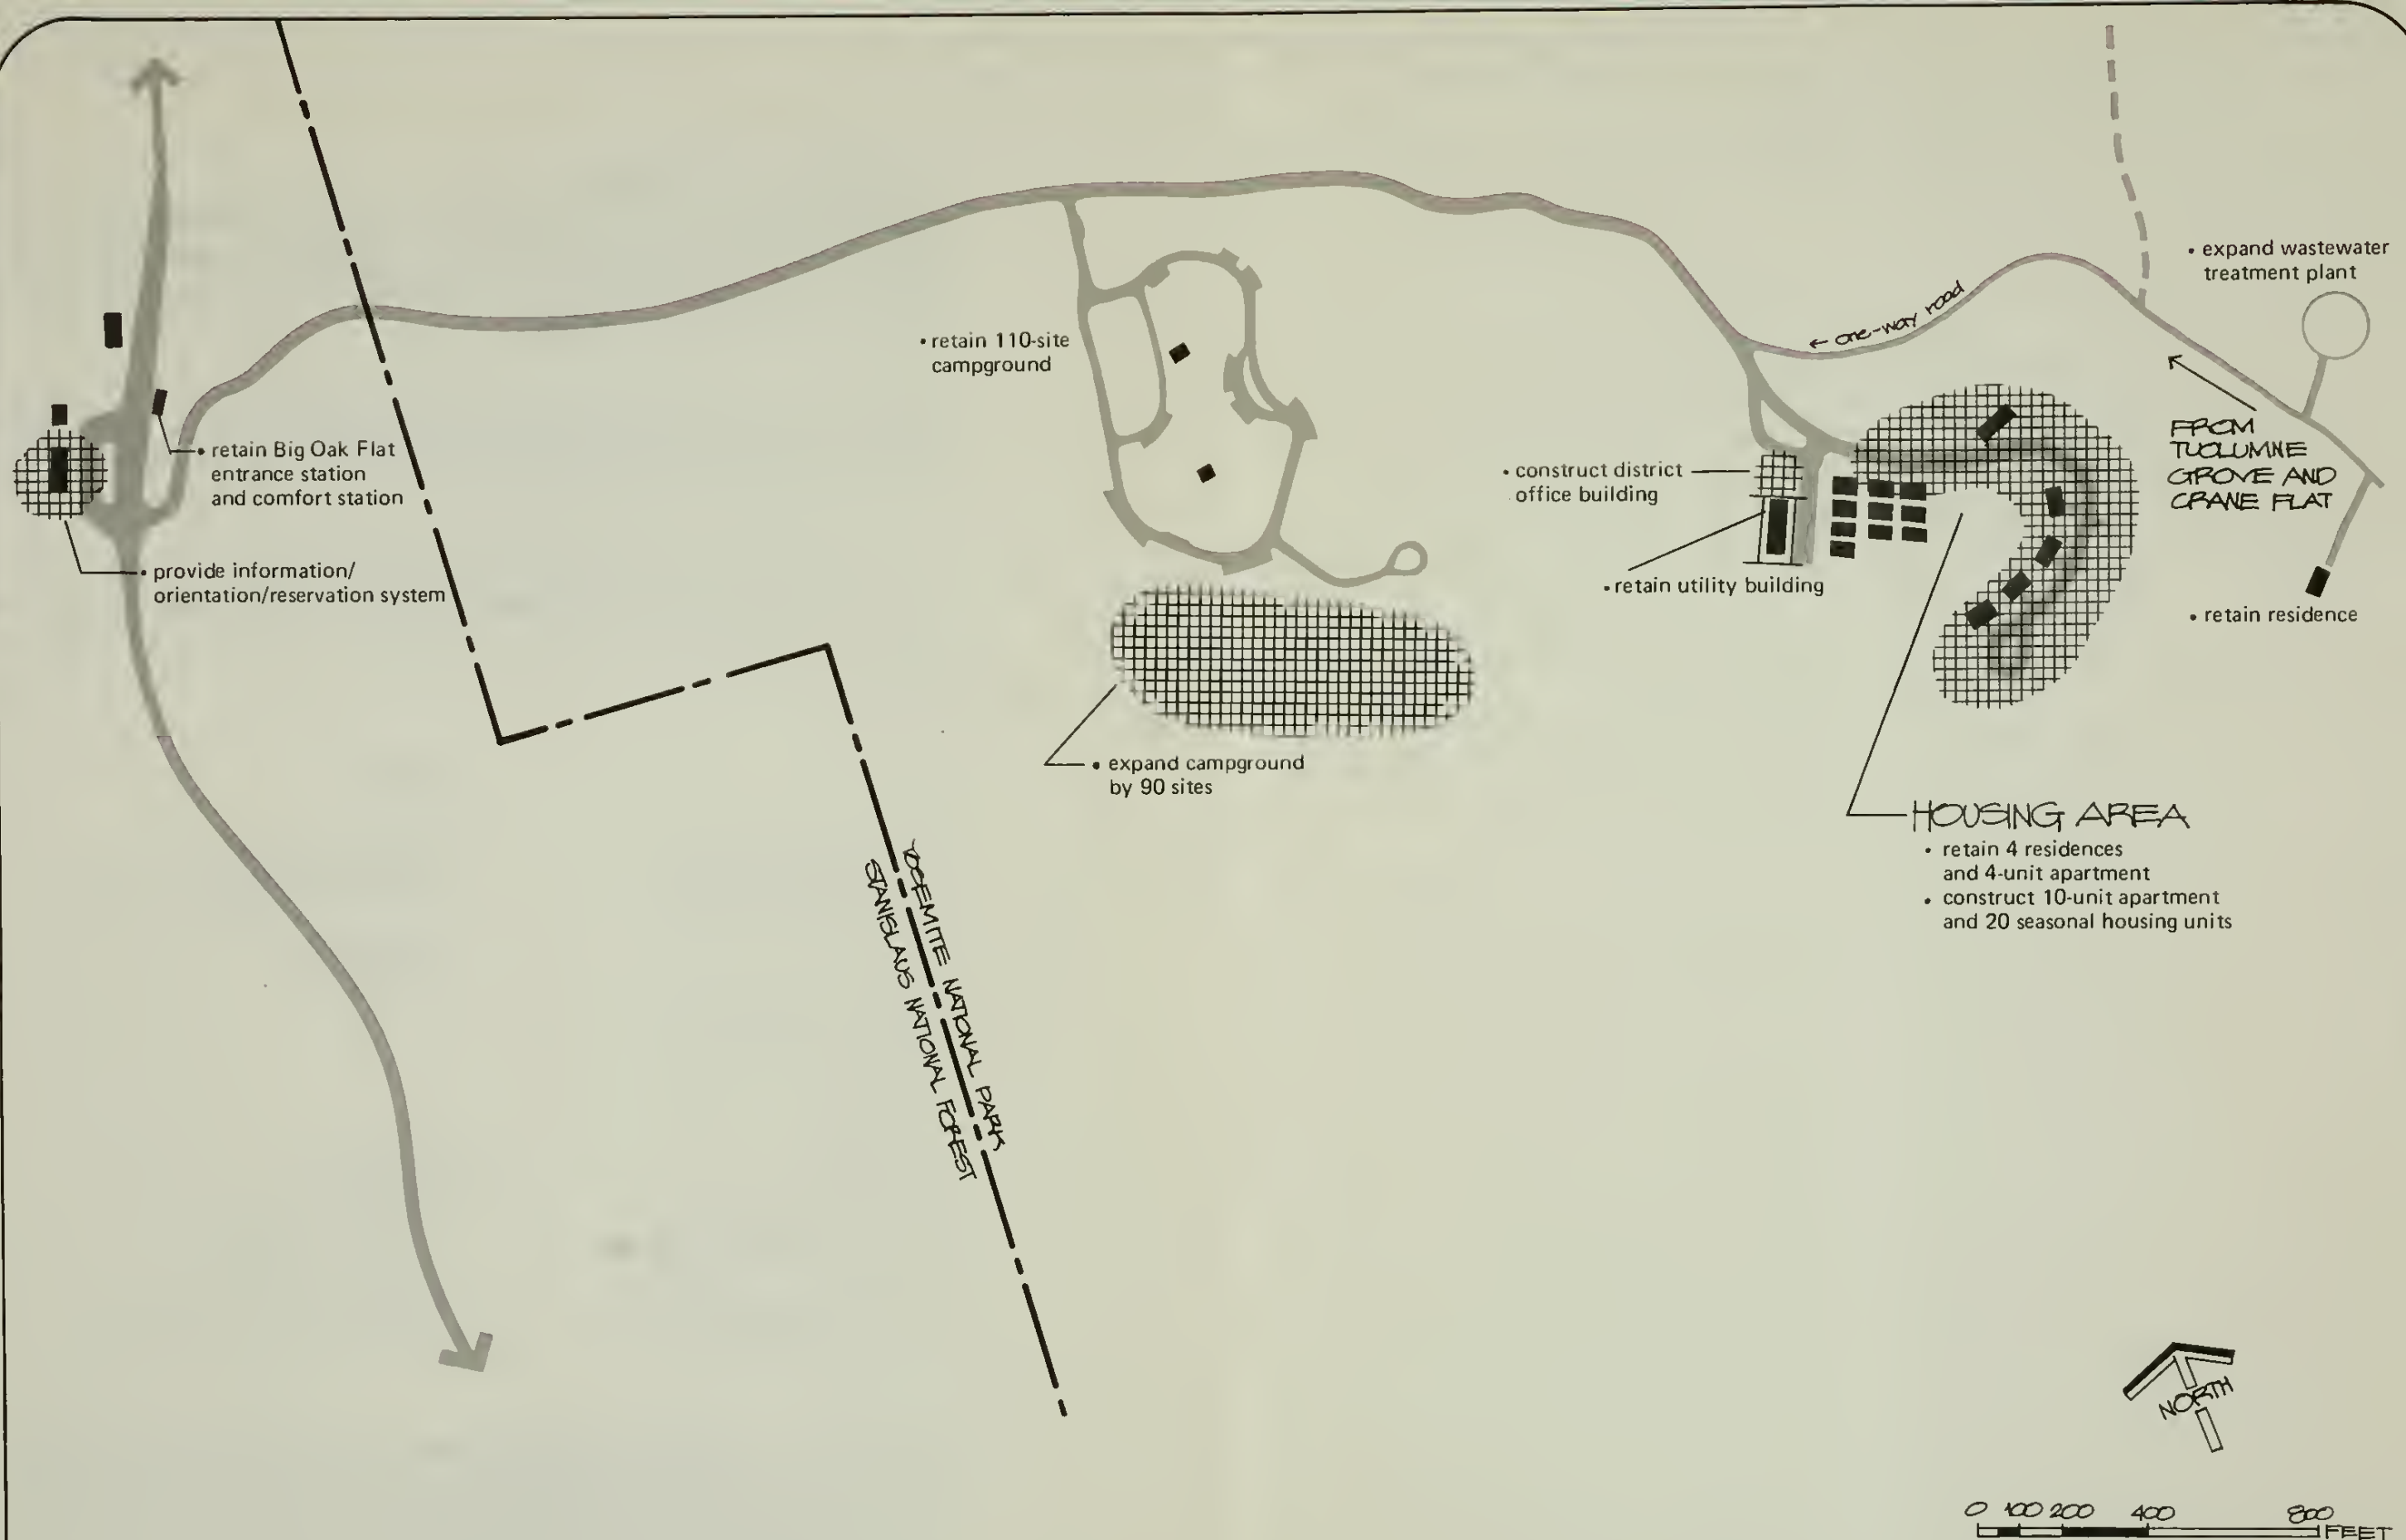 • expand wastewater
treatment plant
← one-way road
• retain 110-site
campground
FROM
TUOLUMNE
GROVE AND
CRANE FLAT
• retain Big Oak Flat
entrance station
and comfort station
• construct district
office building
• provide information/
orientation/reservation system
• retain utility building
• retain residence
• expand campground
by 90 sites
HOUSING AREA
• retain 4 residences
and 4-unit apartment
• construct 10-unit apartment
and 20 seasonal housing units
YOSEMITE NATIONAL PARK
STANISLAUS NATIONAL FOREST
NORTH
0 100 200 400 800
FEET